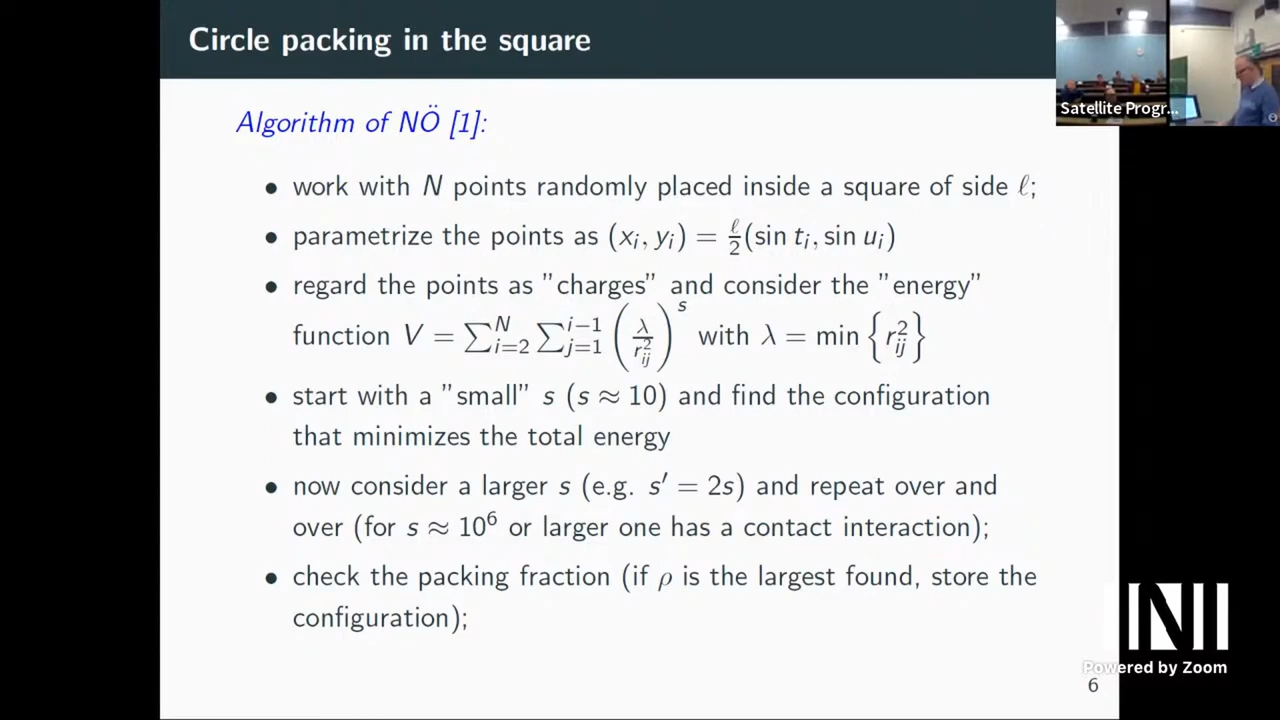 Circle packing in the square
Satellite Progr...
Algorithm of NÖ [1]:
• work with N points randomly placed inside a square of side ℓ;
• parametrize the points as (xᵢ, yᵢ) = ℓ/2 (sin tᵢ, sin uᵢ)
• regard the points as ”charges” and consider the ”energy”
function V = ∑ᵢ₌₂ᴺ ∑ⱼ₌₁ⁱ⁻¹ (λ/r²ᵢⱼ)ˢ with λ = min {r²ᵢⱼ}
• start with a ”small” s (s ≈ 10) and find the configuration
that minimizes the total energy
• now consider a larger s (e.g. s′ = 2s) and repeat over and
over (for s ≈ 10⁶ or larger one has a contact interaction);
• check the packing fraction (if ρ is the largest found, store the
configuration);
Powered by Zoom
6